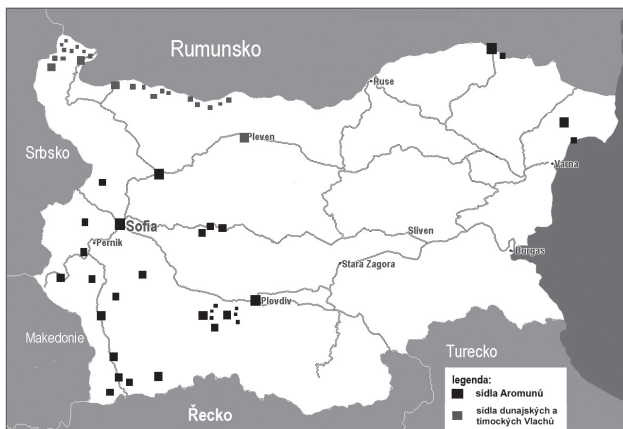 Rumunsko
Ruse
Pleven
Srbsko
Varna
Sofia
Sliven
Pernik
Burgas
Stara Zagora
Plovdiv
Makedonie
Turecko
legenda:
sídla Aromunů
sídla dunajských a
timockých Vlachů
Řecko